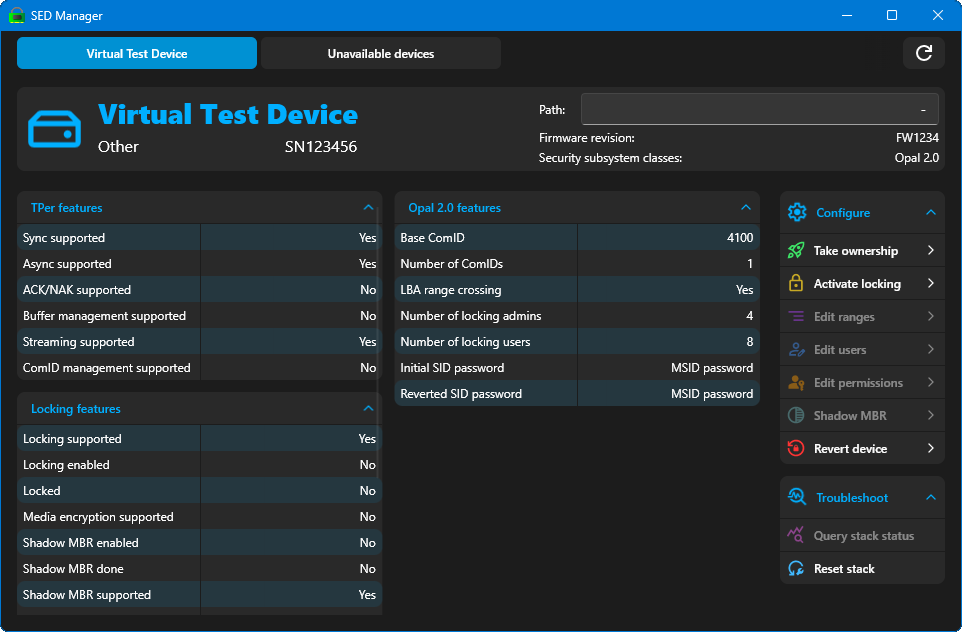 SED Manager
Virtual Test Device
Unavailable devices
Virtual Test Device
Other SN123456
Path: -
Firmware revision: FW1234
Security subsystem classes: Opal 2.0
TPer features
Sync supported Yes
Async supported Yes
ACK/NAK supported No
Buffer management supported No
Streaming supported Yes
ComID management supported No
Locking features
Locking supported Yes
Locking enabled No
Locked No
Media encryption supported No
Shadow MBR enabled No
Shadow MBR done No
Shadow MBR supported Yes
Opal 2.0 features
Base ComID 4100
Number of ComIDs 1
LBA range crossing Yes
Number of locking admins 4
Number of locking users 8
Initial SID password MSID password
Reverted SID password MSID password
Configure
Take ownership
Activate locking
Edit ranges
Edit users
Edit permissions
Shadow MBR
Revert device
Troubleshoot
Query stack status
Reset stack